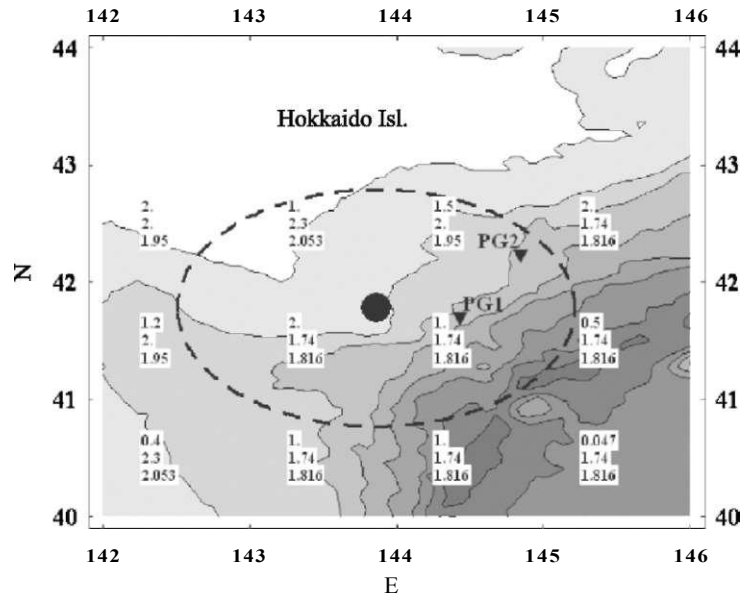 142 143 144 145 146
44 44
Hokkaido Isl.
43 43
2. 1. 1.5 2.
2. 2.3 2. 1.74
1.95 2.053 1.95 1.816
PG2
N
42 42
PG1
1.2 2. 1. 0.5
2. 1.74 1.74 1.74
1.95 1.816 1.816 1.816
41 41
0.4 1. 1. 0.047
2.3 1.74 1.74 1.74
2.053 1.816 1.816 1.816
40 40
142 143 144 145 146
E